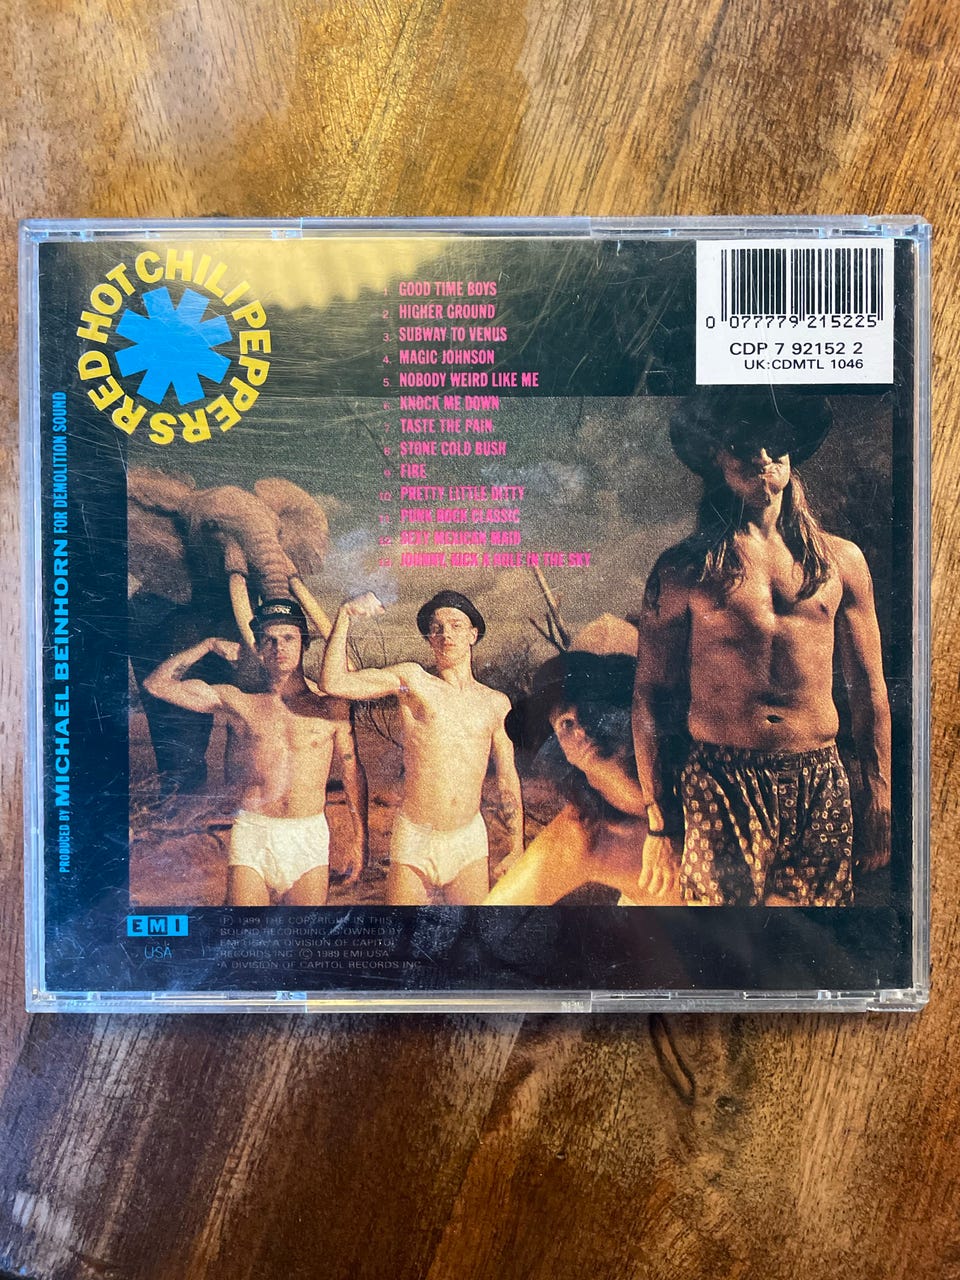 RED HOT CHILI PEPPERS
1. GOOD TIME BOYS
2. HIGHER GROUND
3. SUBWAY TO VENUS
4. MAGIC JOHNSON
5. NOBODY WEIRD LIKE ME
6. KNOCK ME DOWN
7. TASTE THE PAIN
8. STONE COLD BUSH
9. FIRE
10. PRETTY LITTLE DITTY
11. PUNK ROCK CLASSIC
12. SEXY MEXICAN MAID
13. JOHNNY, KICK A HOLE IN THE SKY
0 077779 215225
CDP 7 92152 2
UK:CDMTL 1046
PRODUCED BY MICHAEL BEINHORN FOR DEMOLITION SOUND
EMI
USA
Ⓟ 1989 THE COPYRIGHT IN THIS
SOUND RECORDING IS OWNED BY
EMI USA, A DIVISION OF CAPITOL
RECORDS INC. © 1989 EMI USA
A DIVISION OF CAPITOL RECORDS INC.